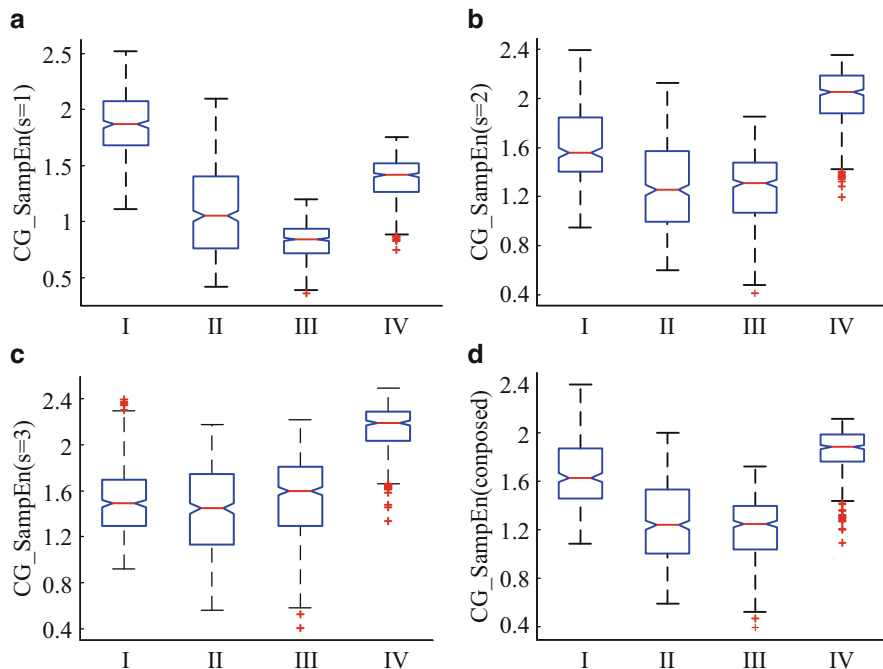 a
CG_SampEn(s=1)
2.5
2
1.5
1
0.5
I II III IV
b
CG_SampEn(s=2)
2.4
2
1.6
1.2
0.8
0.4
I II III IV
c
CG_SampEn(s=3)
2.4
2
1.6
1.2
0.8
0.4
I II III IV
d
CG_SampEn(conposed)
2.4
2
1.6
1.2
0.8
0.4
I II III IV